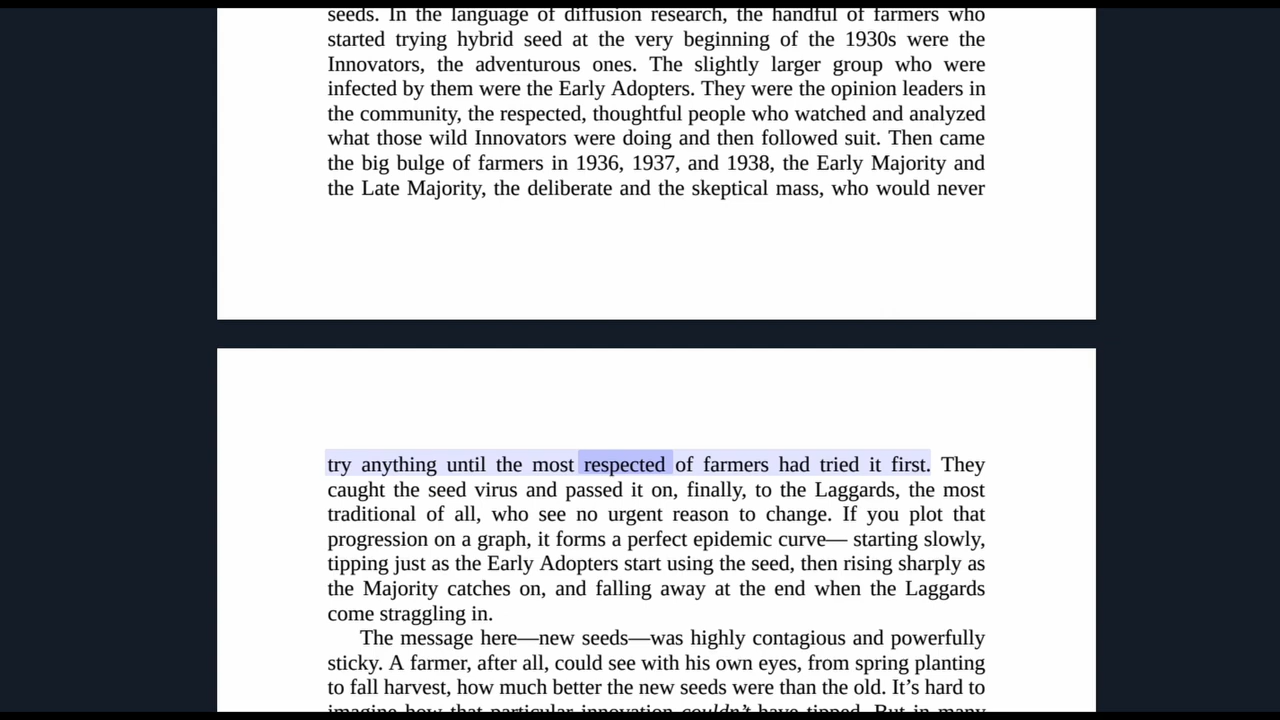 seeds. In the language of diffusion research, the handful of farmers who
started trying hybrid seed at the very beginning of the 1930s were the
Innovators, the adventurous ones. The slightly larger group who were
infected by them were the Early Adopters. They were the opinion leaders in
the community, the respected, thoughtful people who watched and analyzed
what those wild Innovators were doing and then followed suit. Then came
the big bulge of farmers in 1936, 1937, and 1938, the Early Majority and
the Late Majority, the deliberate and the skeptical mass, who would never
try anything until the most respected of farmers had tried it first. They
caught the seed virus and passed it on, finally, to the Laggards, the most
traditional of all, who see no urgent reason to change. If you plot that
progression on a graph, it forms a perfect epidemic curve— starting slowly,
tipping just as the Early Adopters start using the seed, then rising sharply as
the Majority catches on, and falling away at the end when the Laggards
come straggling in.
The message here—new seeds—was highly contagious and powerfully
sticky. A farmer, after all, could see with his own eyes, from spring planting
to fall harvest, how much better the new seeds were than the old. It’s hard to
imagine how that particular innovation couldn’t have tipped. But in many